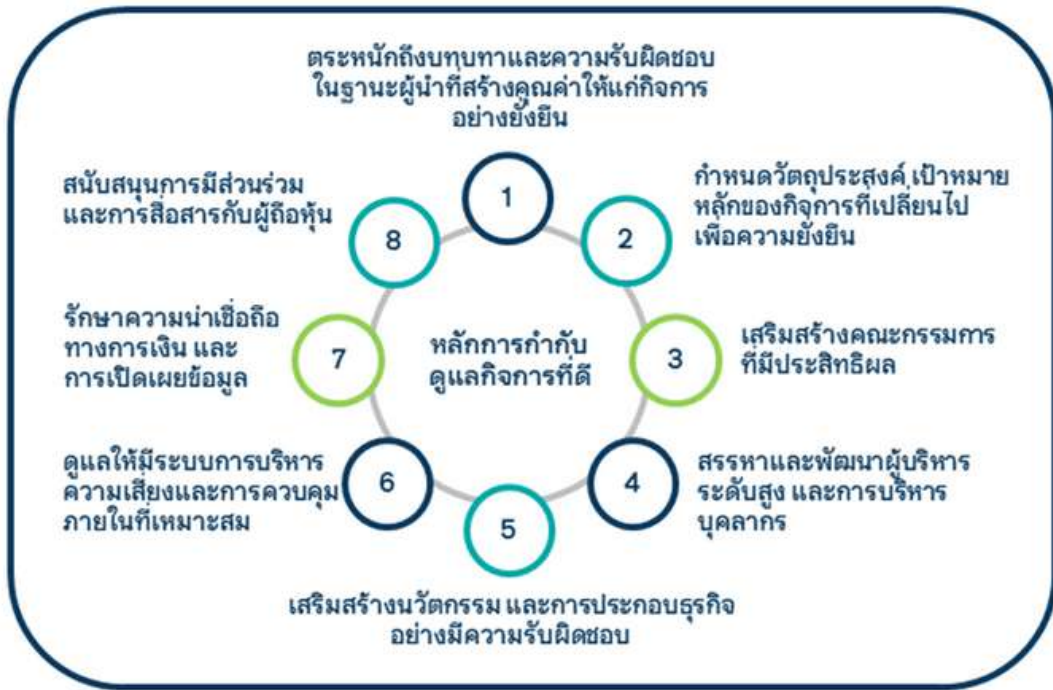 ตระหนักถึงบทบทาและความรับผิดชอบ
ในฐานะผู้นำที่สร้างคุณค่าให้แก่กิจการ
อย่างยั่งยืน
1
กำหนดวัตถุประสงค์ เป้าหมาย
หลักของกิจการที่เปลี่ยนไป
เพื่อความยั่งยืน
2
เสริมสร้างคณะกรรมการ
ที่มีประสิทธิผล
3
สรรหาและพัฒนาผู้บริหาร
ระดับสูง และการบริหาร
บุคลากร
4
5
เสริมสร้างนวัตกรรม และการประกอบธุรกิจ
อย่างมีความรับผิดชอบ
ดูแลให้มีระบบการบริหาร
ความเสี่ยงและการควบคุม
ภายในที่เหมาะสม
6
รักษาความน่าเชื่อถือ
ทางการเงิน และ
การเปิดเผยข้อมูล
7
สนับสนุนการมีส่วนร่วม
และการสื่อสารกับผู้ถือหุ้น
8
หลักการกำกับ
ดูแลกิจการที่ดี